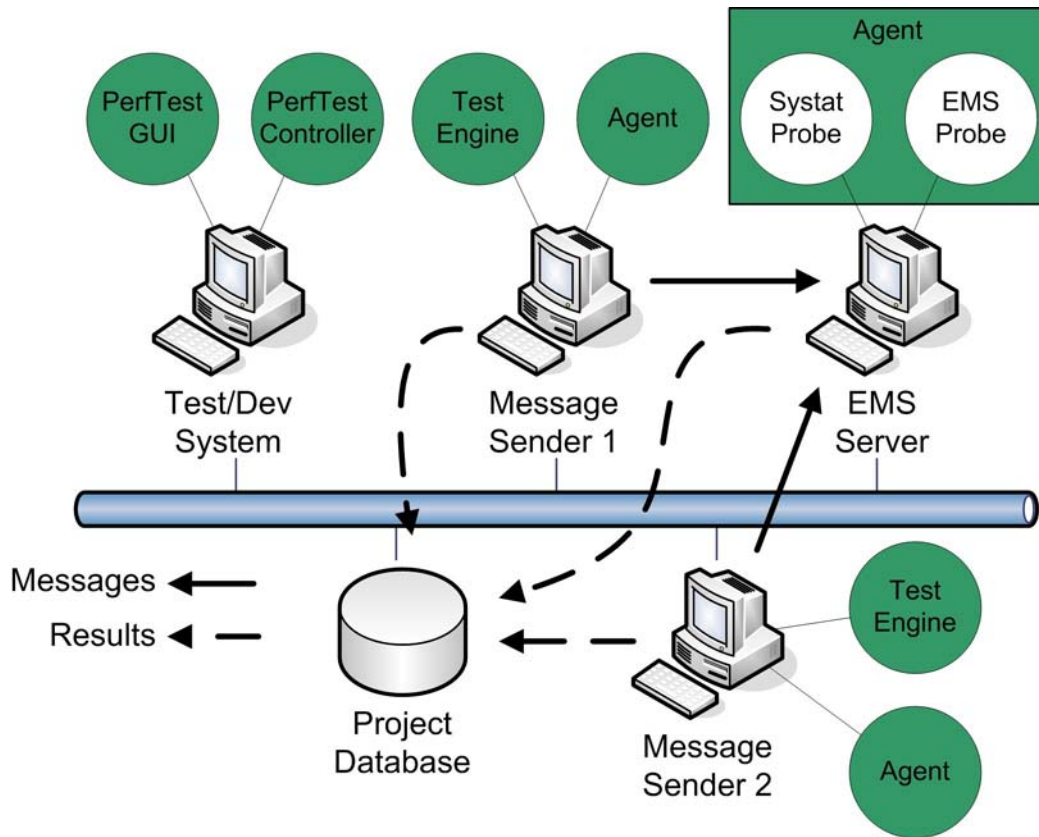 PerfTest
GUI
PerfTest
Controller
Test
Engine
Agent
Agent
Systat
Probe
EMS
Probe
Test/Dev
System
Message
Sender 1
EMS
Server
Messages
Results
Project
Database
Message
Sender 2
Test
Engine
Agent